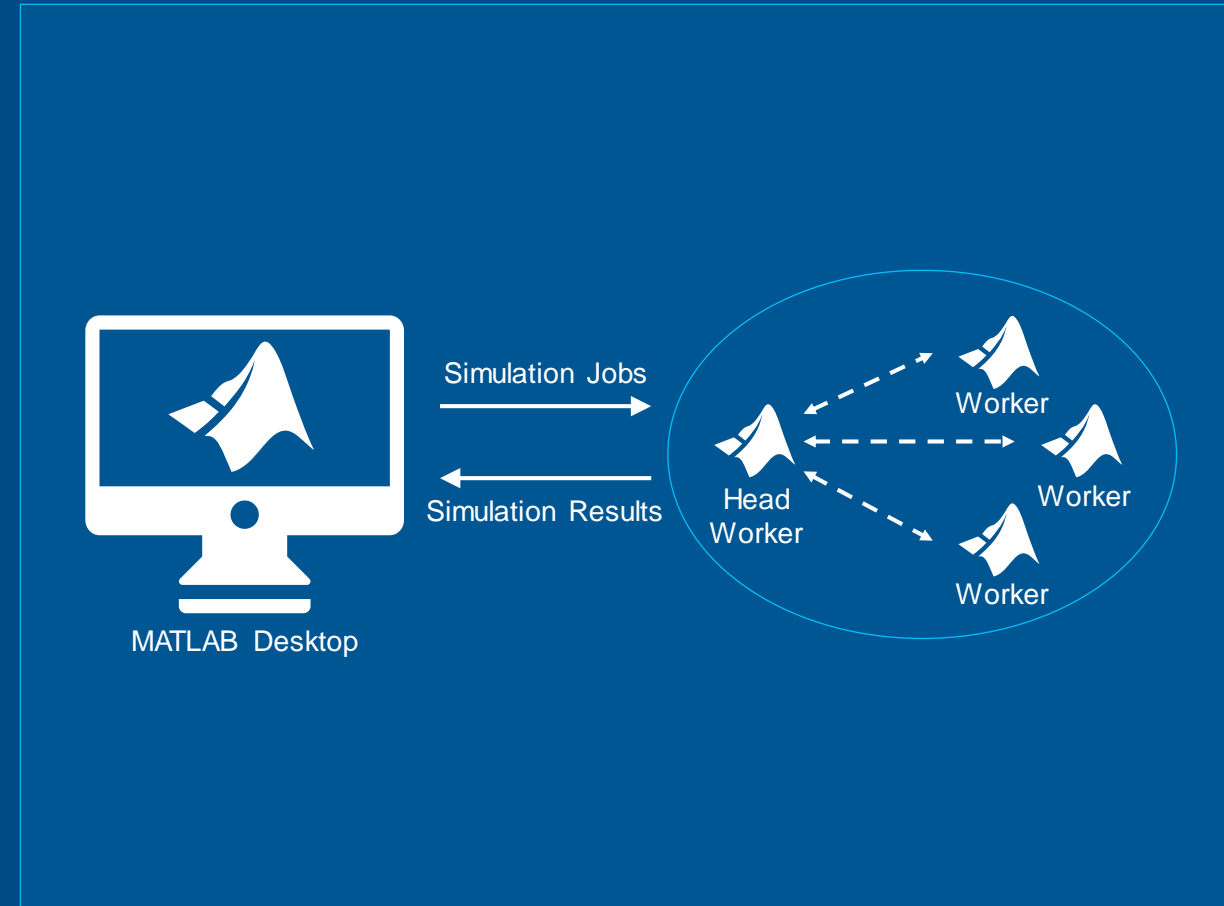 Simulation Jobs
Simulation Results
MATLAB Desktop
Worker
Head
Worker
Worker
Worker